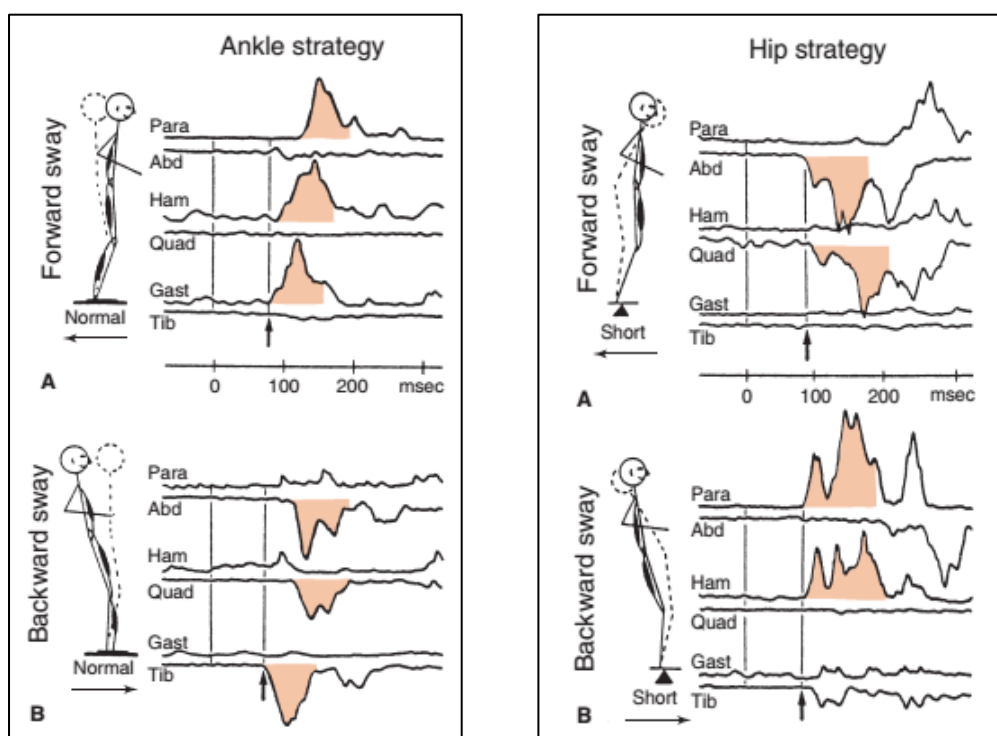 Ankle strategy
Forward sway
Para
Abd
Ham
Quad
Gast
Tib
Normal
A
0 100 200 msec
Backward sway
Para
Abd
Ham
Quad
Gast
Tib
Normal
B
Hip strategy
Forward sway
Para
Abd
Ham
Quad
Gast
Tib
Short
A
0 100 200 msec
Backward sway
Para
Abd
Ham
Quad
Gast
Tib
Short
B